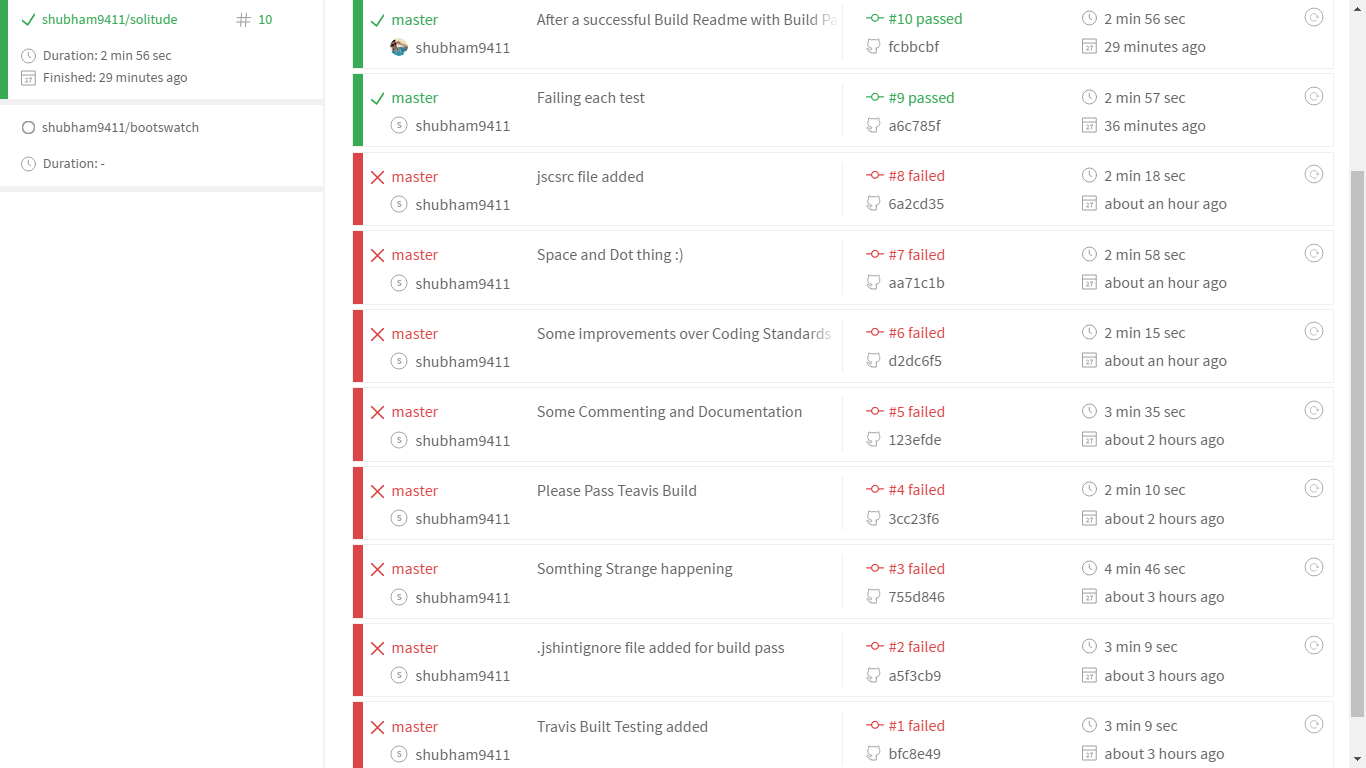 shubham9411/solitude # 10
Duration: 2 min 56 sec
Finished: 29 minutes ago
shubham9411/bootswatch
Duration: -
master After a successful Build Readme with Build Pa #10 passed 2 min 56 sec
shubham9411 fcbbcbf 29 minutes ago
master Failing each test #9 passed 2 min 57 sec
S shubham9411 a6c785f 36 minutes ago
master jscsrc file added #8 failed 2 min 18 sec
S shubham9411 6a2cd35 about an hour ago
master Space and Dot thing :) #7 failed 2 min 58 sec
S shubham9411 aa71c1b about an hour ago
master Some improvements over Coding Standards #6 failed 2 min 15 sec
S shubham9411 d2dc6f5 about an hour ago
master Some Commenting and Documentation #5 failed 3 min 35 sec
S shubham9411 123efde about 2 hours ago
master Please Pass Teavis Build #4 failed 2 min 10 sec
S shubham9411 3cc23f6 about 2 hours ago
master Somthing Strange happening #3 failed 4 min 46 sec
S shubham9411 755d846 about 3 hours ago
master .jshintignore file added for build pass #2 failed 3 min 9 sec
S shubham9411 a5f3cb9 about 3 hours ago
master Travis Built Testing added #1 failed 3 min 9 sec
S shubham9411 bfc8e49 about 3 hours ago